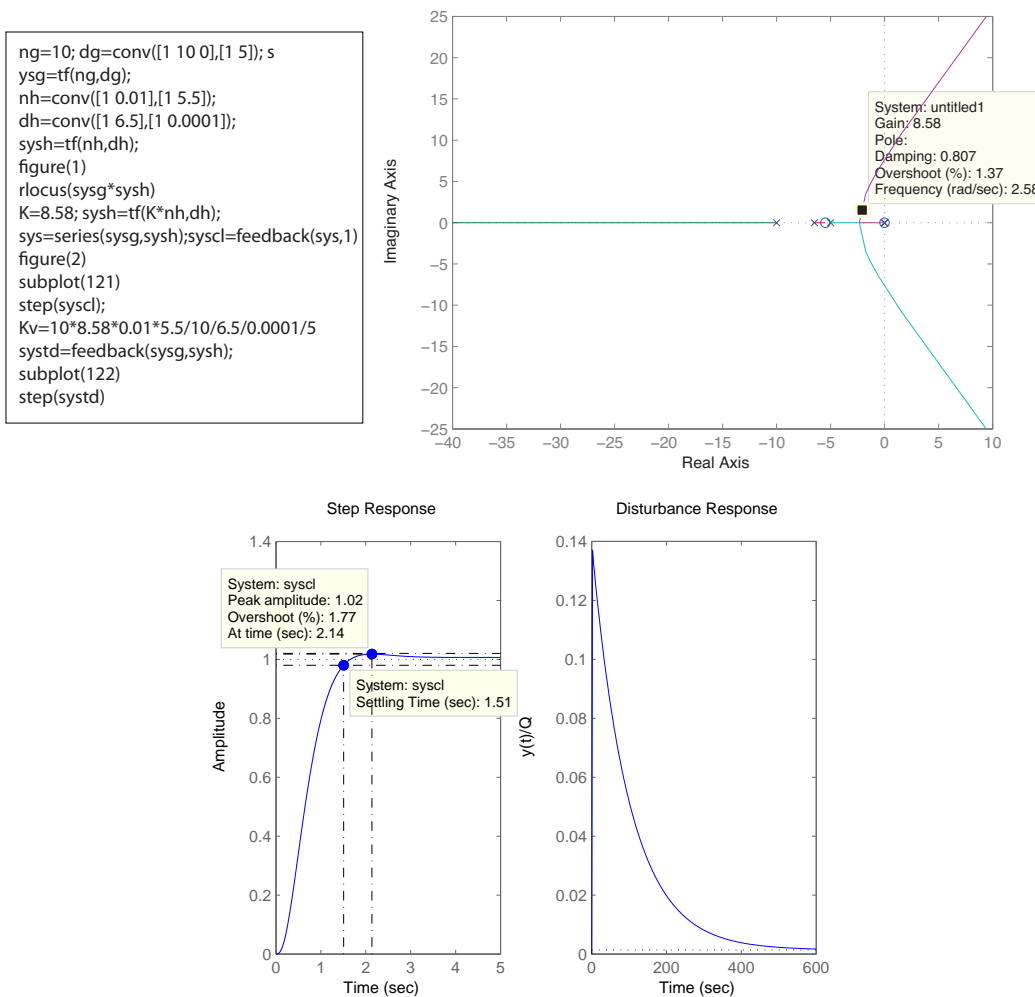 ng=10; dg=conv([1 10 0],[1 5]); s
ysg=tf(ng,dg);
nh=conv([1 0.01],[1 5.5]);
dh=conv([1 6.5],[1 0.0001]);
sysh=tf(nh,dh);
figure(1)
rlocus(sysg*sysh)
K=8.58; sysh=tf(K*nh,dh);
sys=series(sysg,sysh);syscl=feedback(sys,1)
figure(2)
subplot(121)
step(syscl);
Kv=10*8.58*0.01*5.5/10/6.5/0.0001/5
systd=feedback(sysg,sysh);
subplot(122)
step(systd)
25
20
15
10
5
0
−5
−10
−15
−20
−25
Imaginary Axis
System: untitled1
Gain: 8.58
Pole:
Damping: 0.807
Overshoot (%): 1.37
Frequency (rad/sec): 2.58
−40 −35 −30 −25 −20 −15 −10 −5 0 5 10
Real Axis
Step Response
1.4
1
0.8
0.6
0.4
0.2
0
Amplitude
System: syscl
Peak amplitude: 1.02
Overshoot (%): 1.77
At time (sec): 2.14
System: syscl
Settling Time (sec): 1.51
0 1 2 3 4 5
Time (sec)
Disturbance Response
0.14
0.12
0.1
0.08
0.06
0.04
0.02
0
y(t)/Q
0 200 400 600
Time (sec)